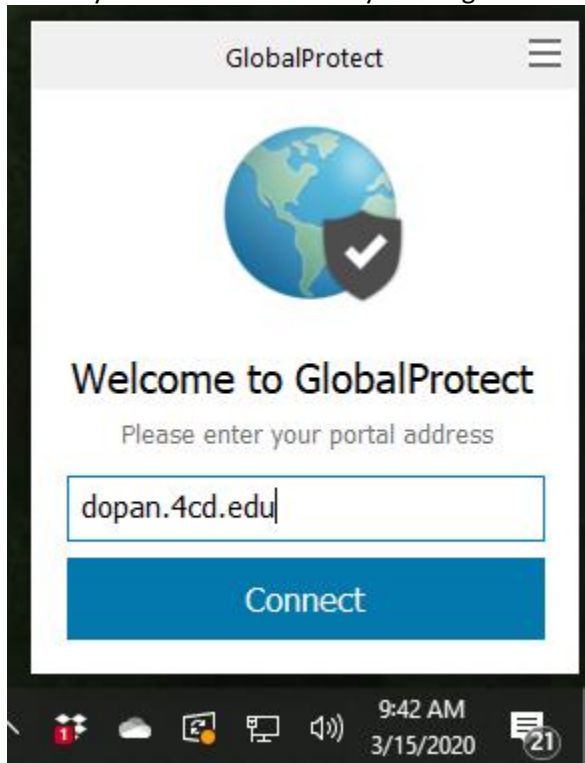 GlobalProtect
Welcome to GlobalProtect
Please enter your portal address
dopan.4cd.edu
Connect
1
9:42 AM
3/15/2020
21